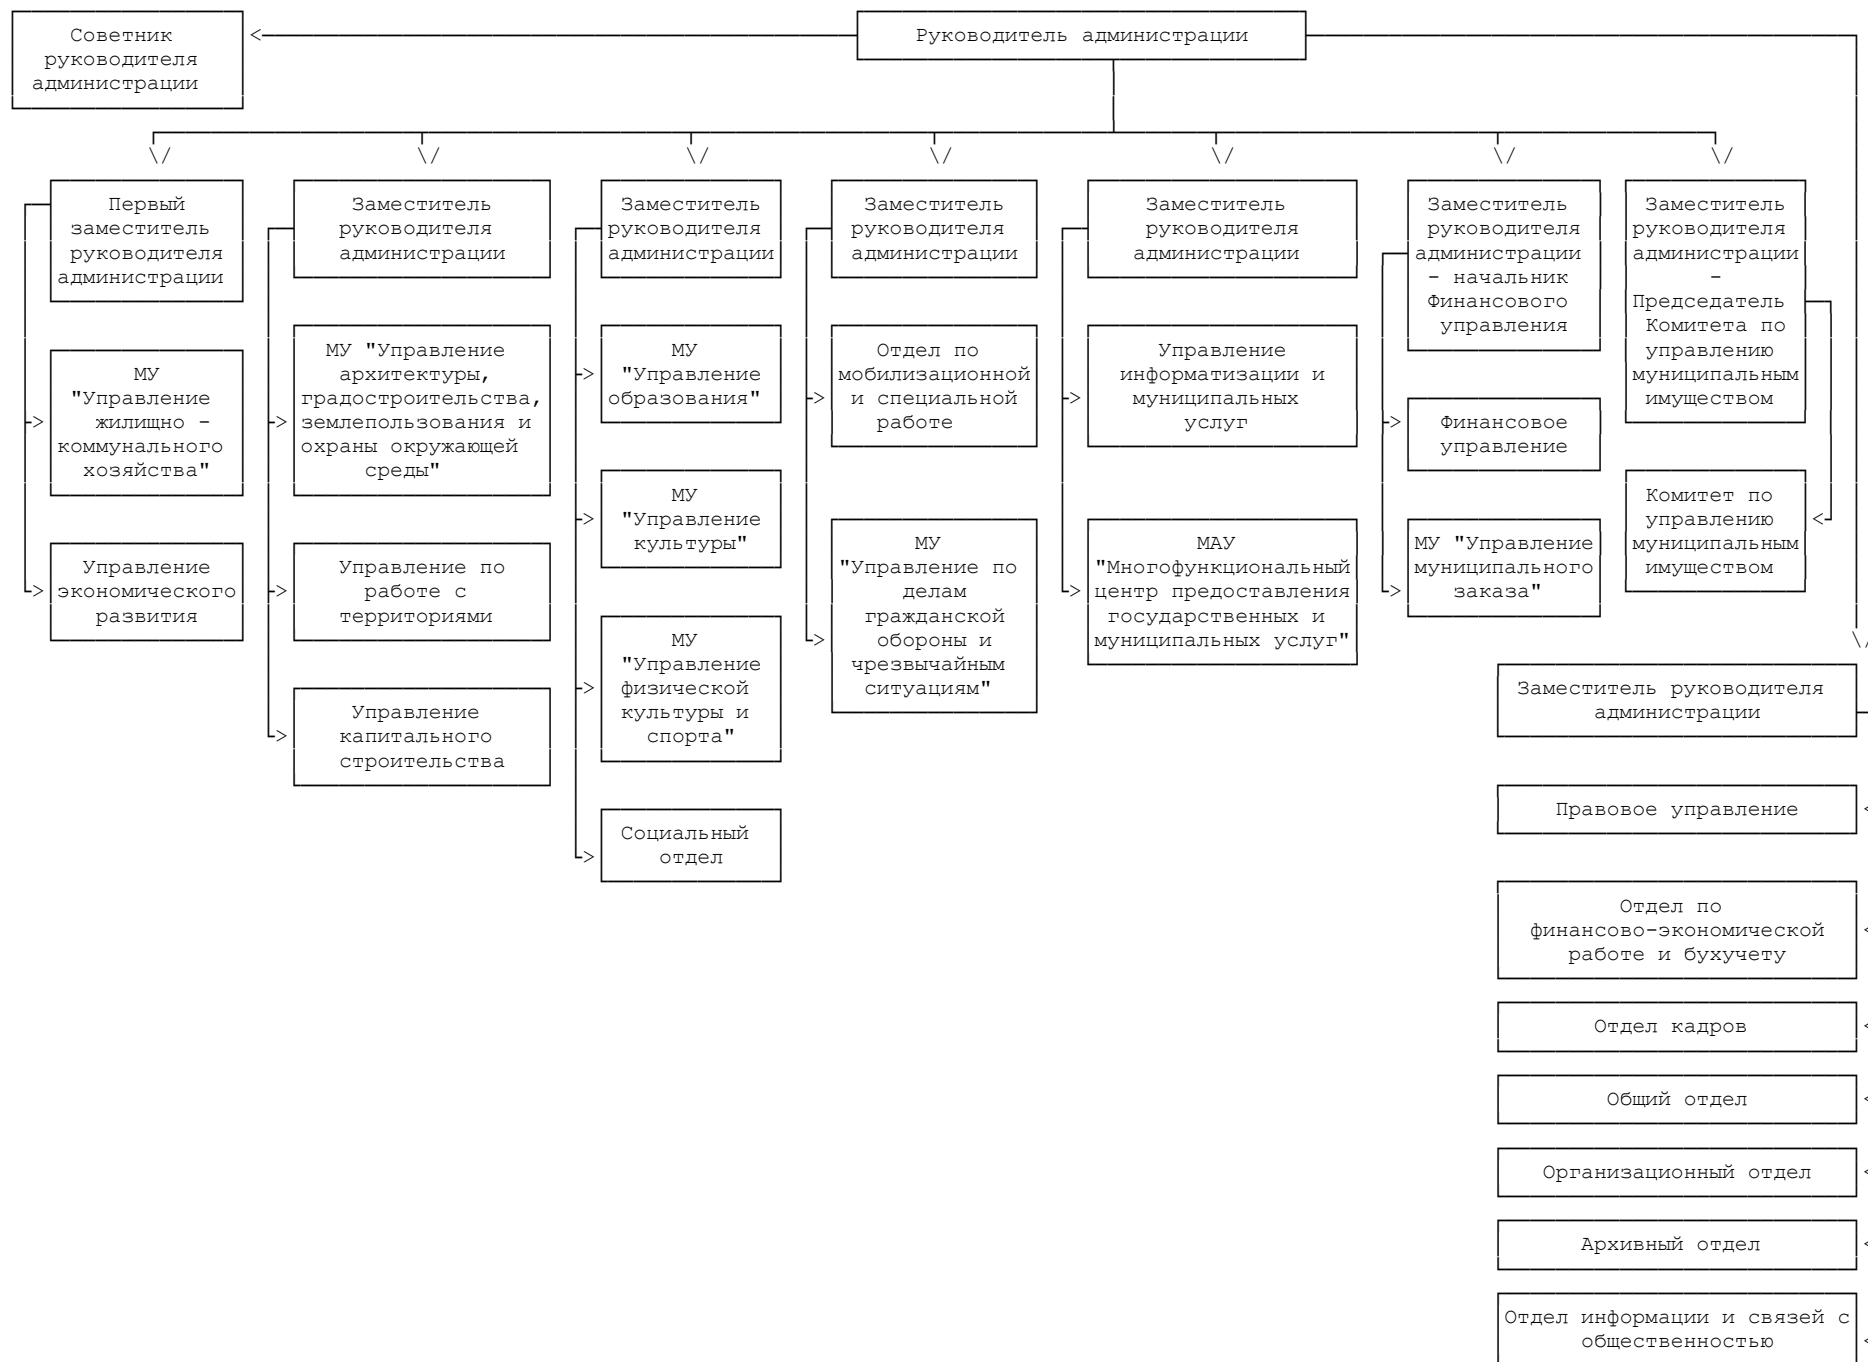 Советник
руководителя
администрации
Руководитель администрации
Первый
заместитель
руководителя
администрации
МУ
"Управление
жилищно -
коммунального
хозяйства"
Управление
экономического
развития
Заместитель
руководителя
администрации
МУ "Управление
архитектуры,
градостроительства,
землепользования и
охраны окружающей
среды"
Управление по
работе с
территориями
Управление
капитального
строительства
Заместитель
руководителя
администрации
МУ
"Управление
образования"
МУ
"Управление
культуры"
МУ
"Управление
физической
культуры и
спорта"
Социальный
отдел
Заместитель
руководителя
администрации
Отдел по
мобилизационной
и специальной
работе
МУ
"Управление по
делам
гражданской
обороны и
чрезвычайным
ситуациям"
Заместитель
руководителя
администрации
Управление
информатизации и
муниципальных
услуг
МАУ
"Многофункциональный
центр предоставления
государственных и
муниципальных услуг"
Заместитель
руководителя
администрации
- начальник
Финансового
управления
Финансовое
управление
МУ "Управление
муниципального
заказа"
Заместитель
руководителя
администрации
-
Председатель
Комитета по
управлению
муниципальным
имуществом
Комитет по
управлению
муниципальным
имуществом
Заместитель руководителя
администрации
Правовое управление
Отдел по
финансово-экономической
работе и бухучету
Отдел кадров
Общий отдел
Организационный отдел
Архивный отдел
Отдел информации и связей с
общественностью